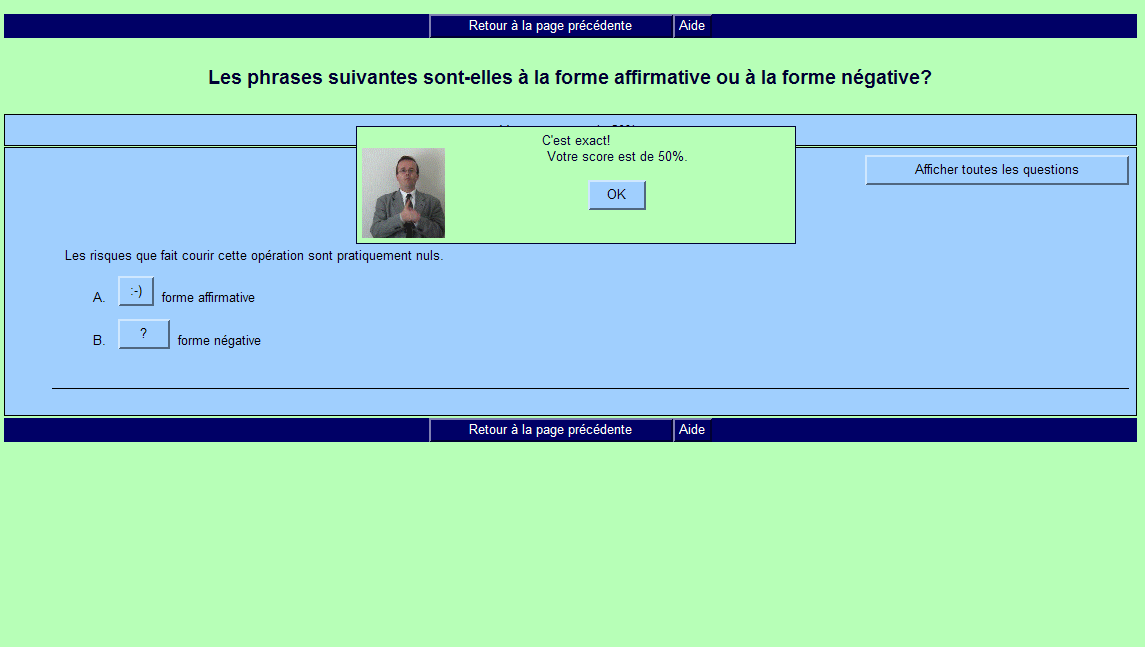 Retour à la page précédente Aide
Les phrases suivantes sont-elles à la forme affirmative ou à la forme négative?
C'est exact!
Votre score est de 50%.
OK
Afficher toutes les questions
Les risques que fait courir cette opération sont pratiquement nuls.
A. :-) forme affirmative
B. ? forme négative
Retour à la page précédente Aide